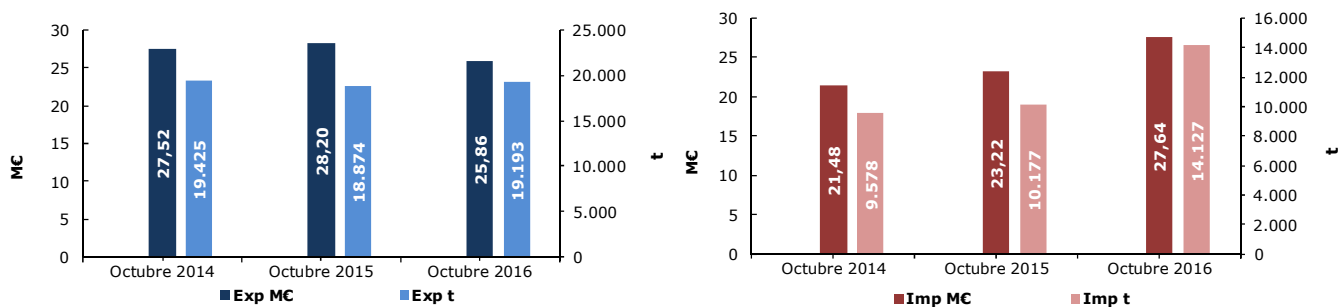 30
25
20
15
10
5
0
M€
27,52
19.425
28,20
18.874
25,86
19.193
25.000
20.000
15.000
10.000
5.000
0
t
Octubre 2014
Octubre 2015
Octubre 2016
Exp M€
Exp t
30
25
20
15
10
5
0
M€
21,48
9.578
23,22
10.177
27,64
14.127
16.000
14.000
12.000
10.000
8.000
6.000
4.000
2.000
0
t
Octubre 2014
Octubre 2015
Octubre 2016
Imp M€
Imp t